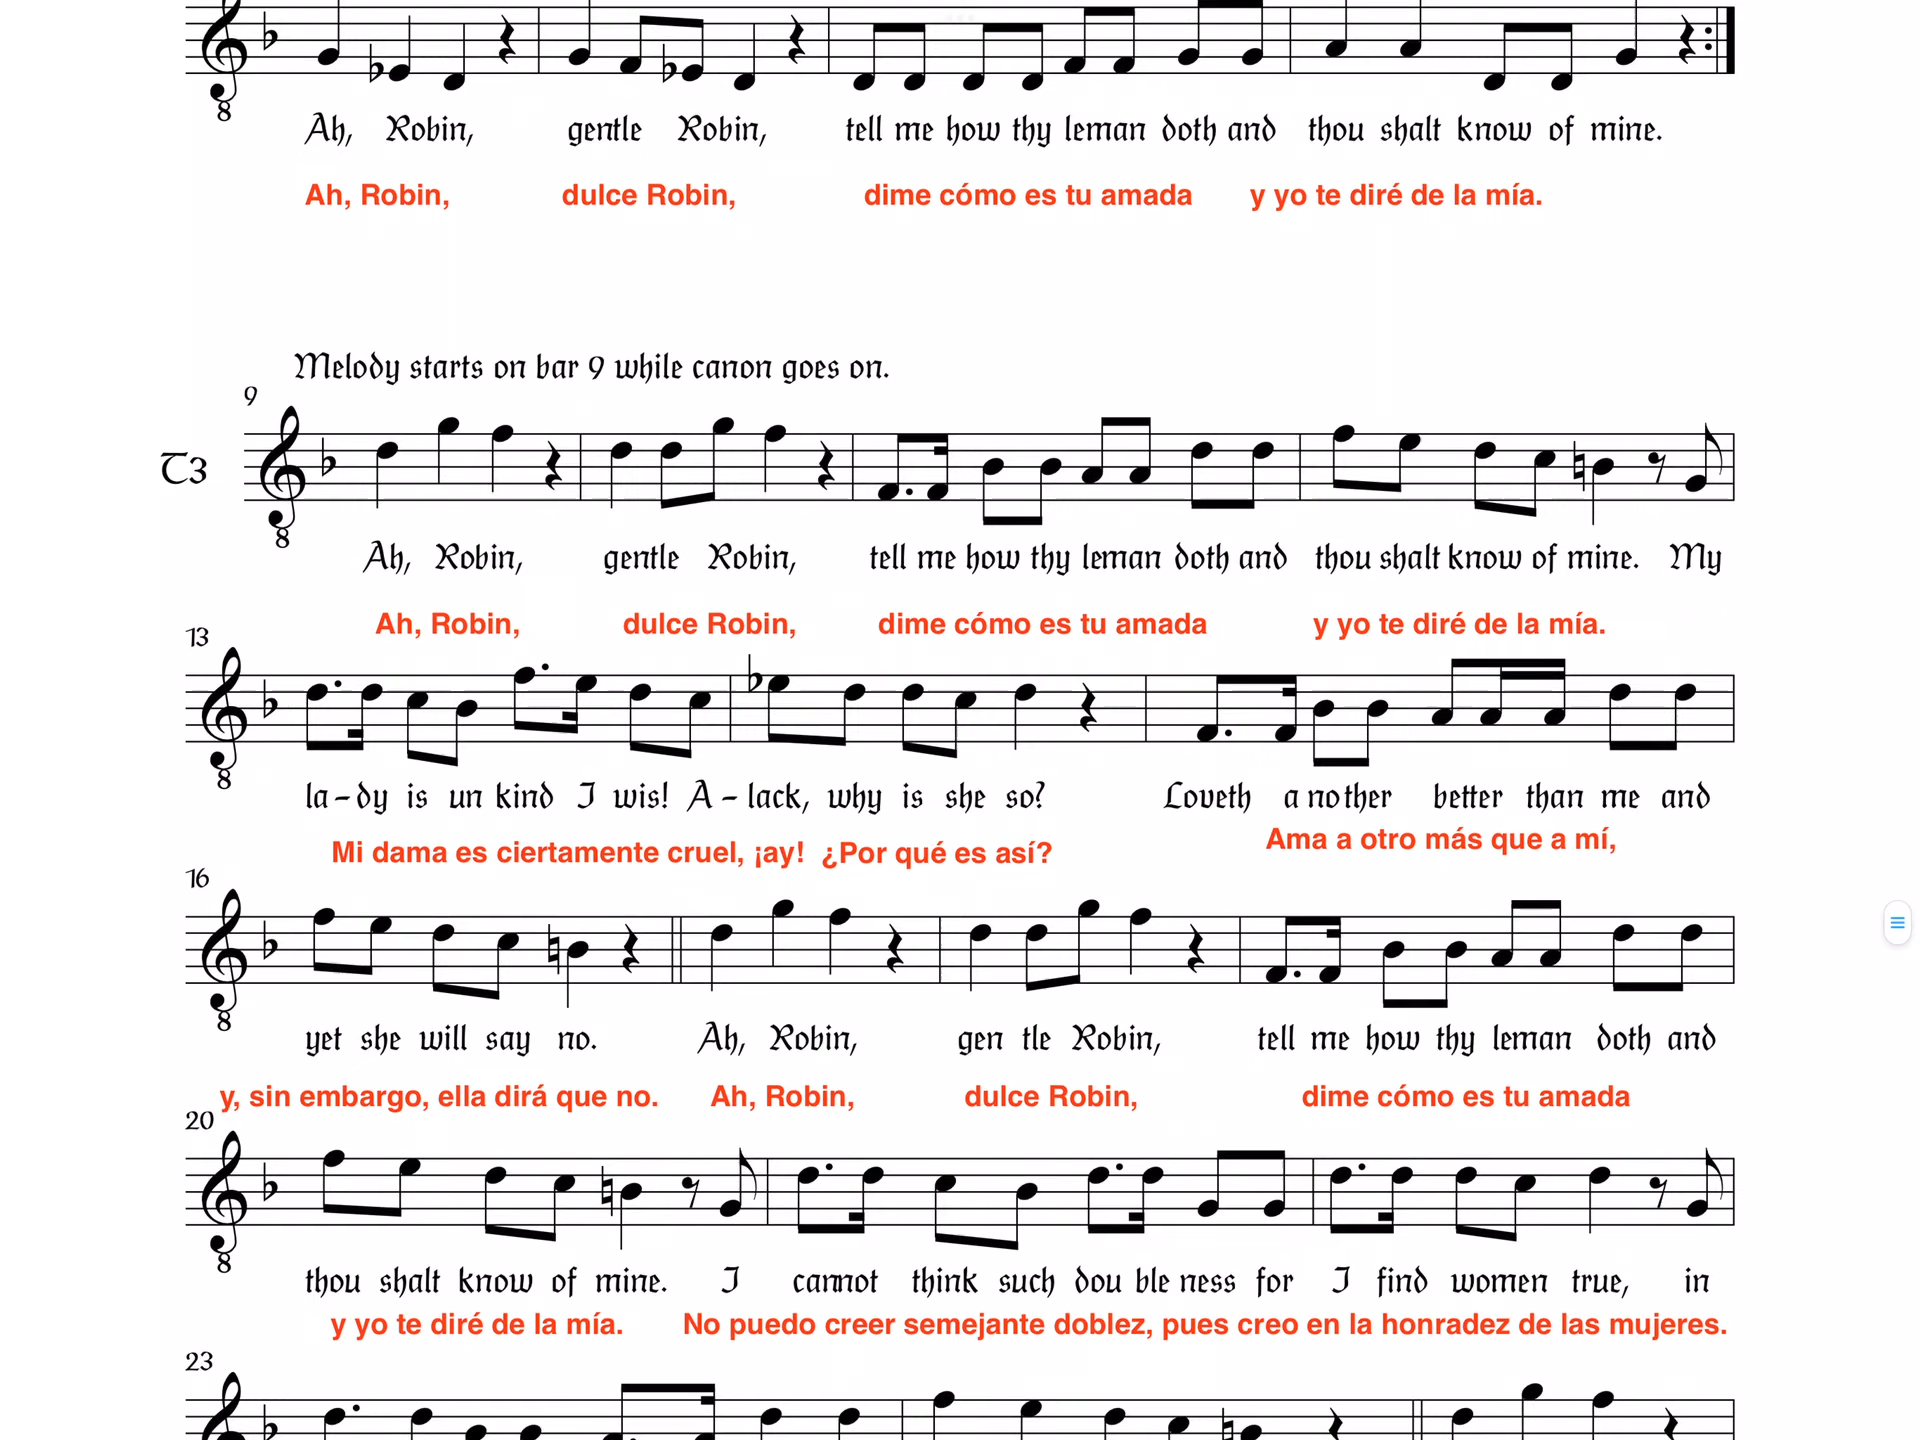 8
Ah, Robin, gentle Robin, tell me how thy leman doth and thou shalt know of mine.
Ah, Robin, dulce Robin, dime cómo es tu amada y yo te diré de la mía.
Melody starts on bar 9 while canon goes on.
9
T3
8
Ah, Robin, gentle Robin, tell me how thy leman doth and thou shalt know of mine. My
Ah, Robin, dulce Robin, dime cómo es tu amada y yo te diré de la mía.
13
8
la-dy is un kind I wis! A-lack, why is she so? Loveth a no ther better than me and
Mi dama es ciertamente cruel, ¡ay! ¿Por qué es así? Ama a otro más que a mí,
16
8
yet she will say no. Ah, Robin, gen tle Robin, tell me how thy leman doth and
y, sin embargo, ella dirá que no. Ah, Robin, dulce Robin, dime cómo es tu amada
20
8
thou shalt know of mine. I cannot think such dou ble ness for I find women true, in
y yo te diré de la mía. No puedo creer semejante doblez, pues creo en la honradez de las mujeres.
23